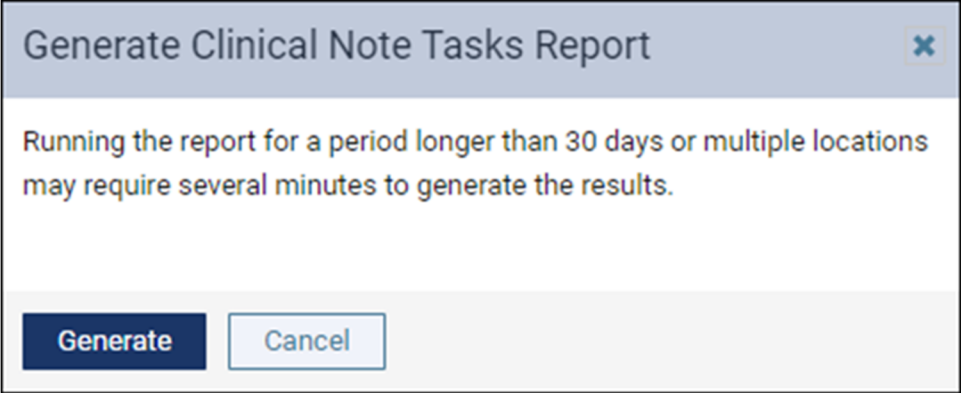 Generate Clinical Note Tasks Report
Running the report for a period longer than 30 days or multiple locations
may require several minutes to generate the results.
Generate
Cancel